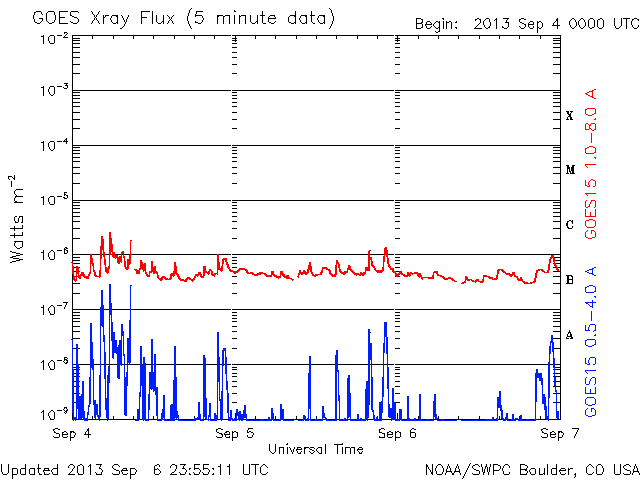 GOES Xray Flux (5 minute data)
Begin: 2013 Sep 4 0000 UTC
10-2
10-3
10-4
10-5
10-6
10-7
10-8
10-9
Watts m-2
X
M
C
B
A
GOES15 1.0-8.0 A
GOES15 0.5-4.0 A
Sep 4
Sep 5
Sep 6
Sep 7
Universal Time
Updated 2013 Sep 6 23:55:11 UTC
NOAA/SWPC Boulder, CO USA